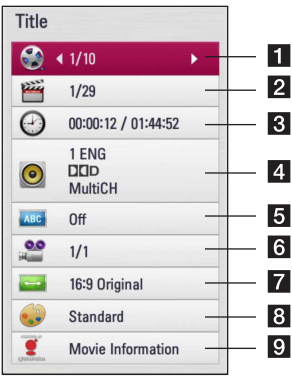 Title
1/10
1
1/29
2
00:00:12 / 01:44:52
3
1 ENG
D
MultiCH
4
ABC
Off
5
1/1
6
16:9 Original
7
Standard
8
Movie Information
9